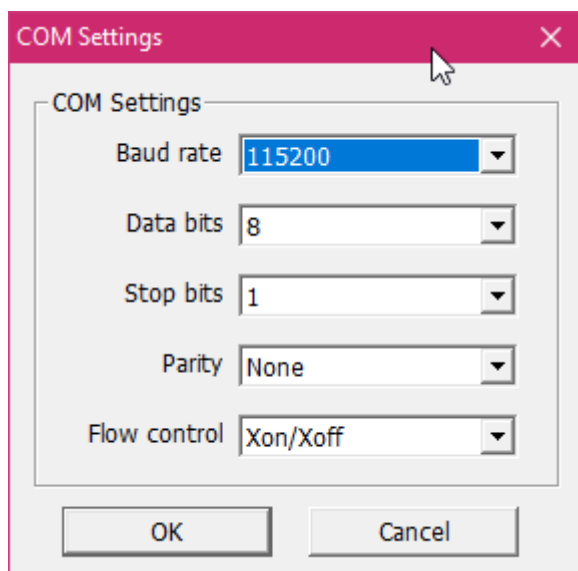 COM Settings
COM Settings
Baud rate 115200
Data bits 8
Stop bits 1
Parity None
Flow control Xon/Xoff
OK Cancel